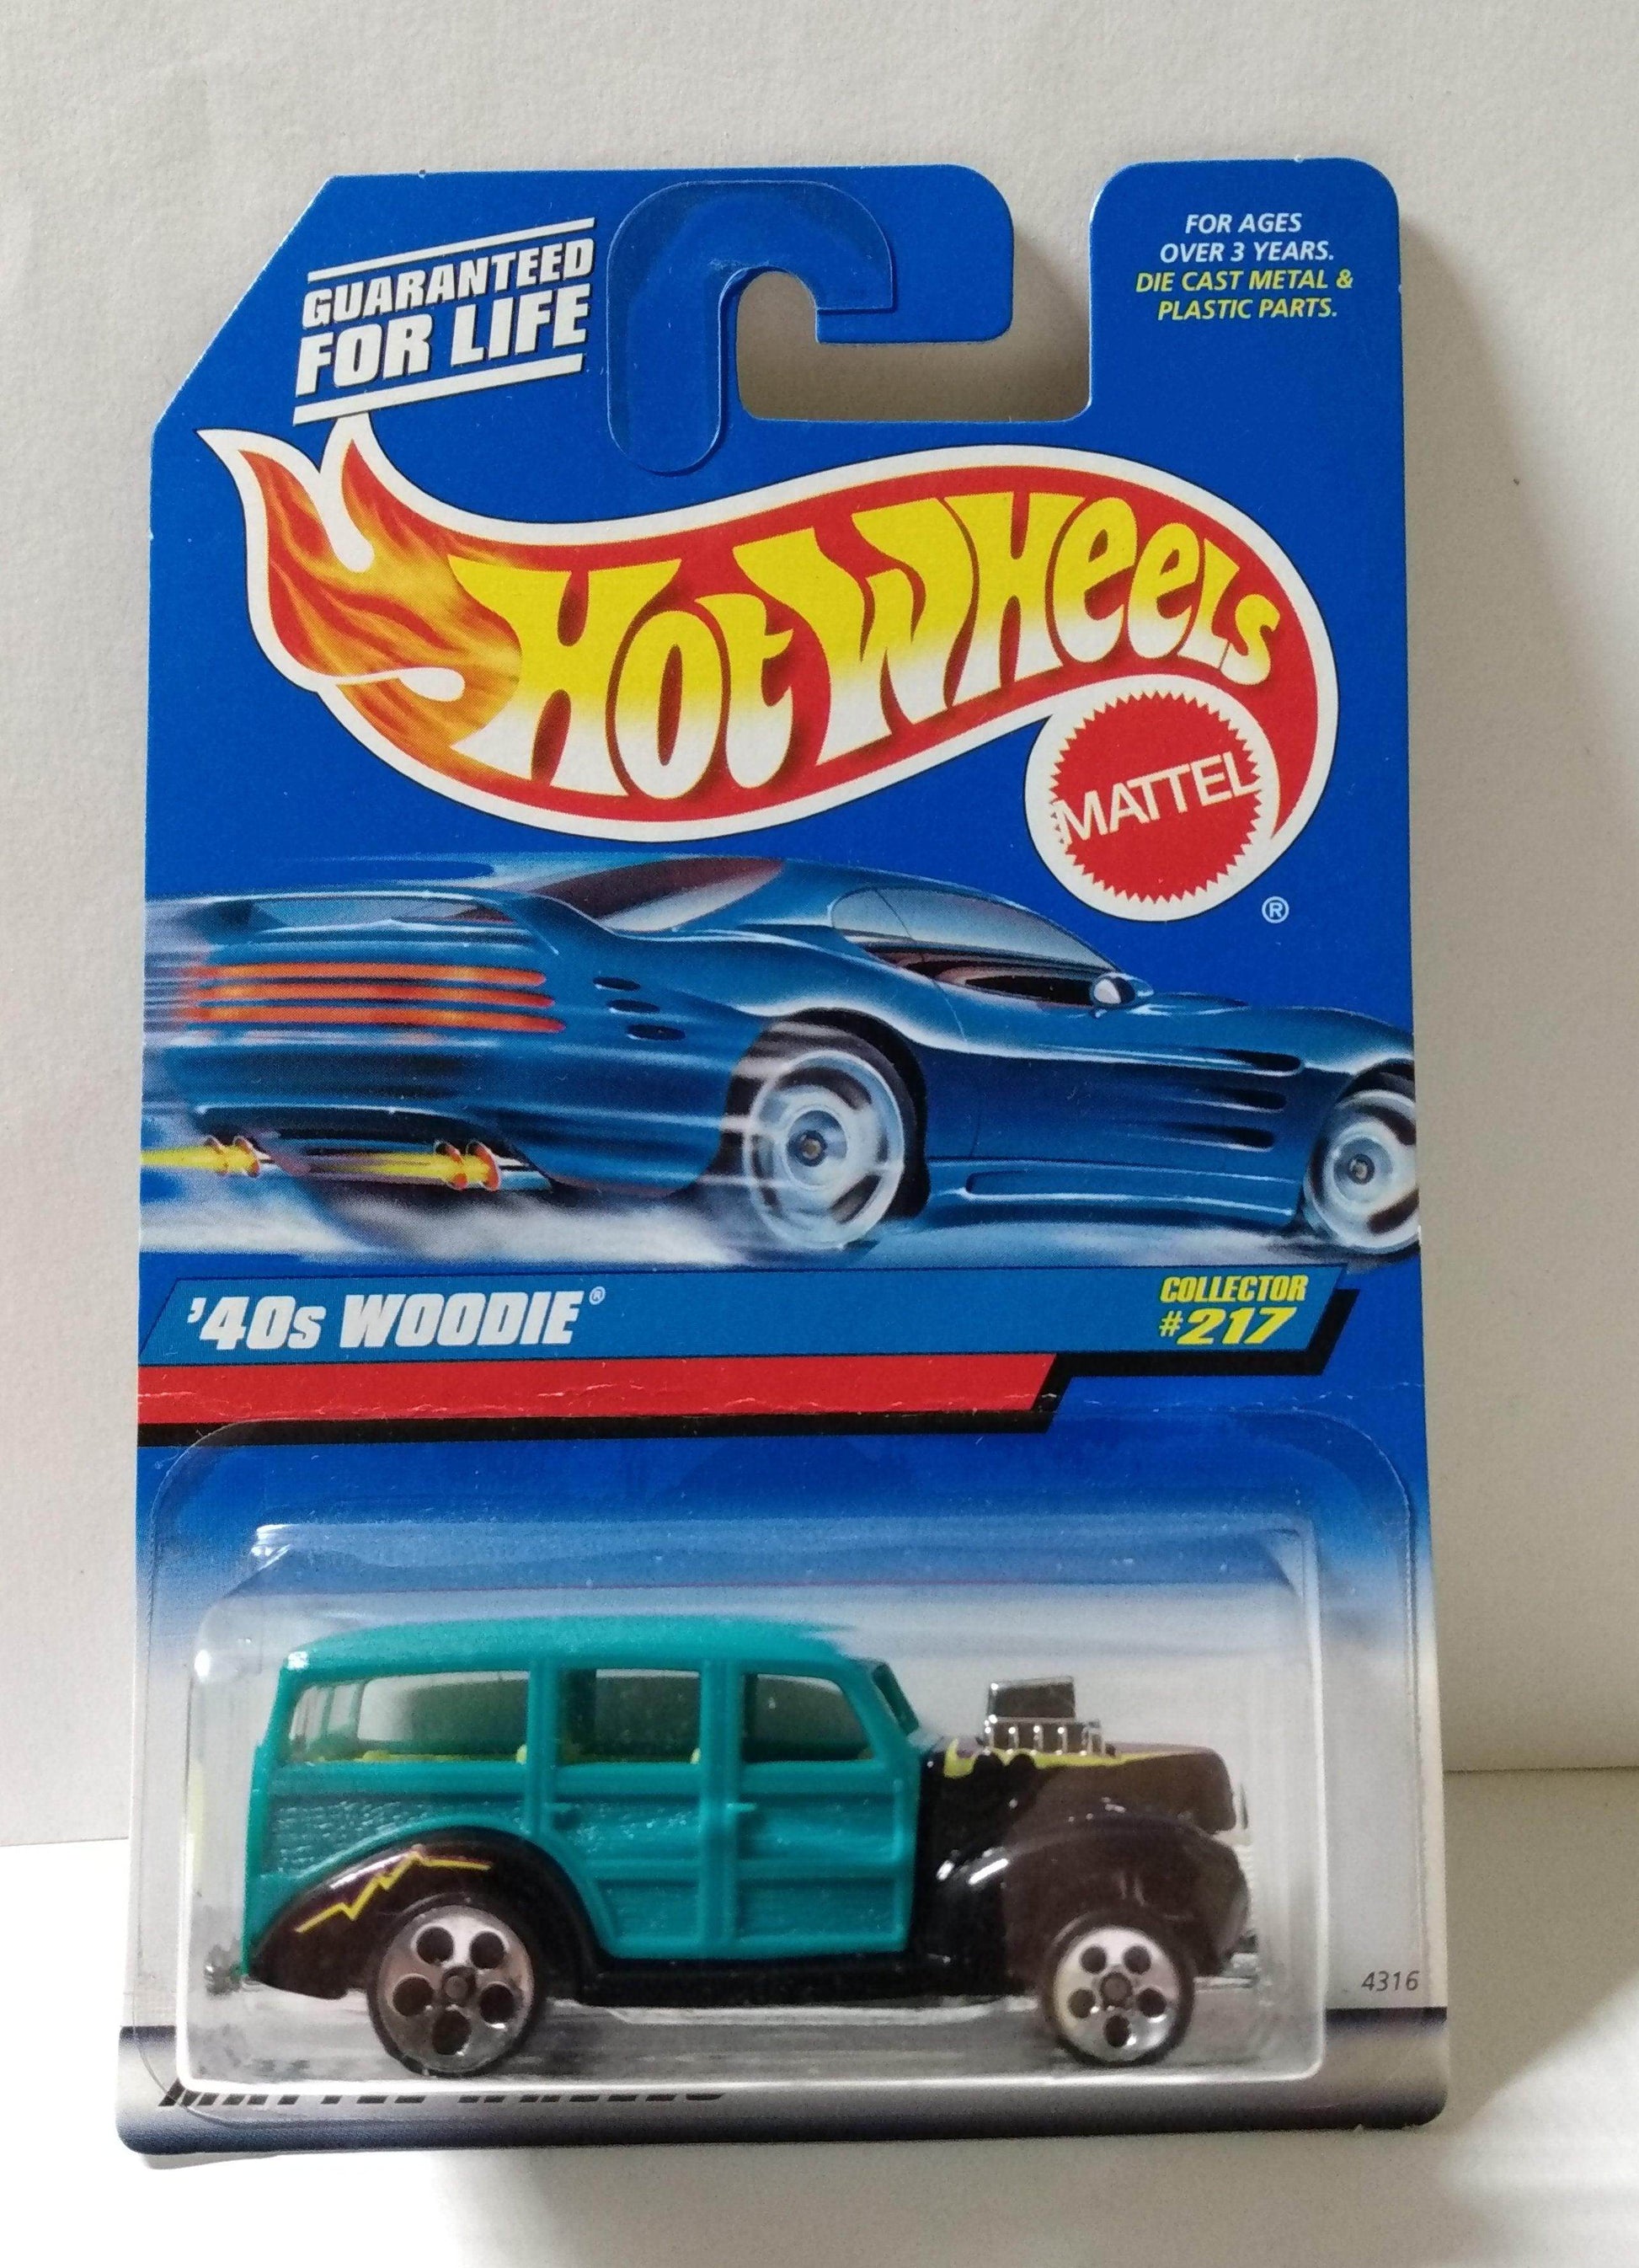 GUARANTEED
FOR LIFE
FOR AGES
OVER 3 YEARS.
DIE CAST METAL &
PLASTIC PARTS.
HOT WHEELS
MATTEL
®
'40s WOODIE®
COLLECTOR
#217
4316